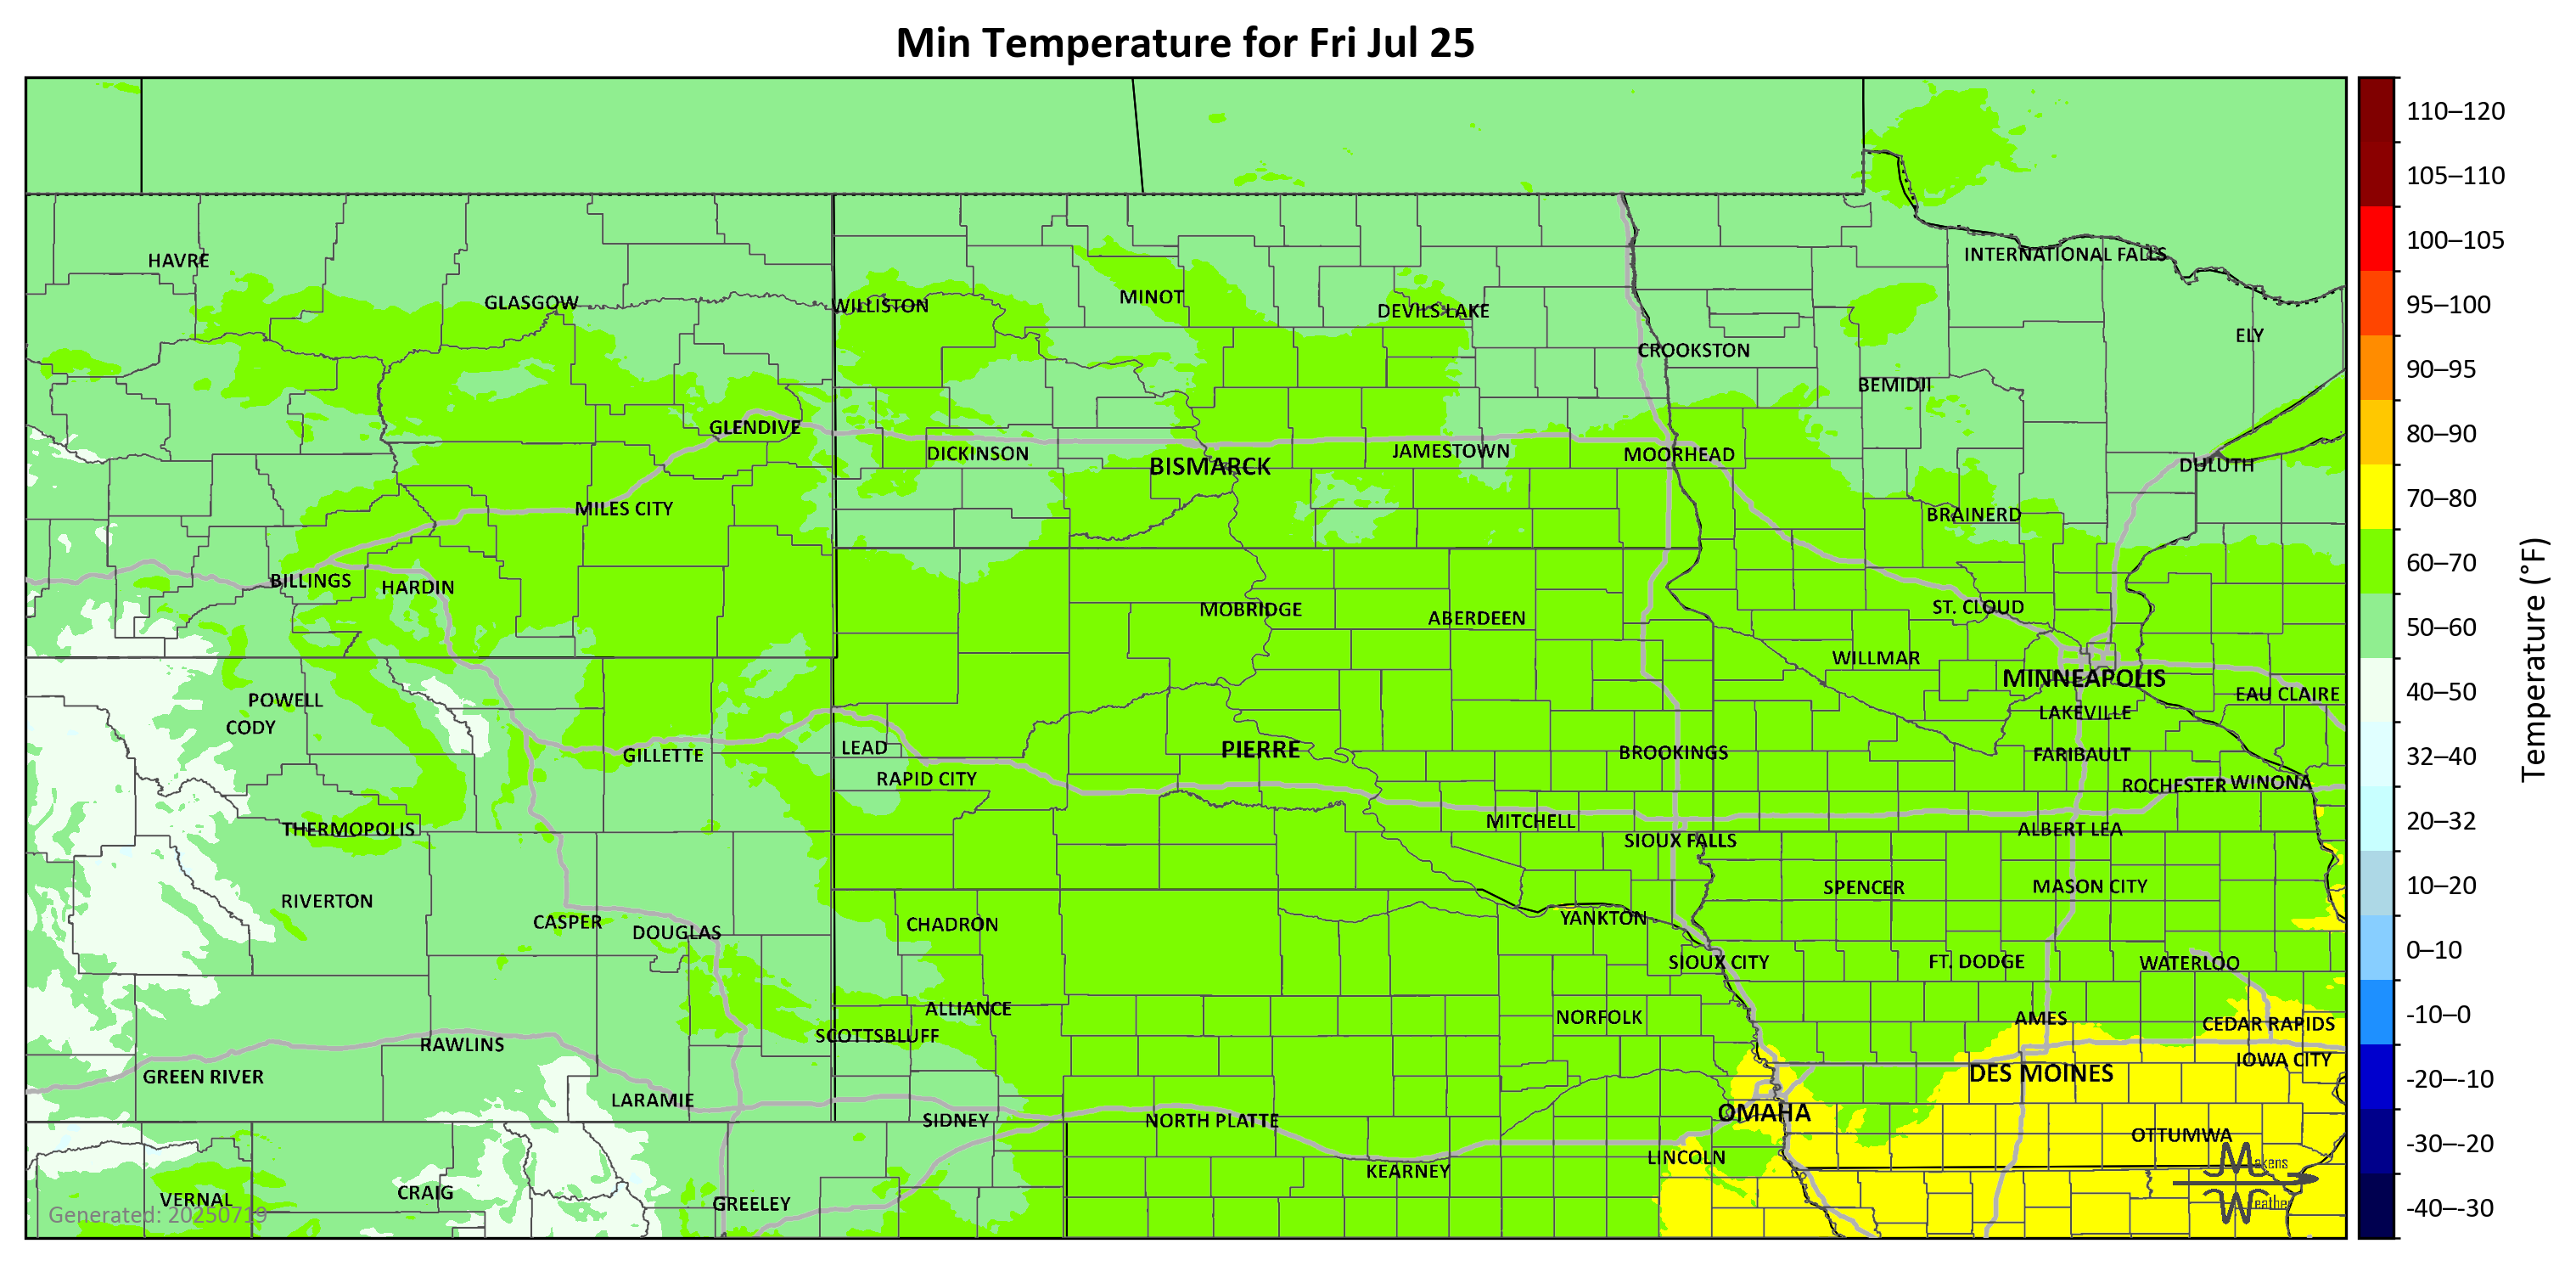 Min Temperature for Fri Jul 25
110–120
105–110
100–105
95–100
90–95
80–90
70–80
60–70
50–60
40–50
32–40
20–32
10–20
0–10
-10–0
-20–-10
-30–-20
-40–-30
Temperature (°F)
HAVRE
GLASGOW
WILLISTON
MINOT
DEVILS LAKE
INTERNATIONAL FALLS
ELY
CROOKSTON
BEMIDJI
GLENDIVE
DICKINSON
BISMARCK
JAMESTOWN
MOORHEAD
DULUTH
MILES CITY
BRAINERD
BILLINGS
HARDIN
MOBRIDGE
ABERDEEN
ST. CLOUD
WILLMAR
MINNEAPOLIS
EAU CLAIRE
POWELL
CODY
LAKEVILLE
GILLETTE
LEAD
PIERRE
BROOKINGS
FARIBAULT
RAPID CITY
ROCHESTER
WINONA
THERMOPOLIS
MITCHELL
SIOUX FALLS
ALBERT LEA
RIVERTON
SPENCER
MASON CITY
CASPER
DOUGLAS
CHADRON
YANKTON
SIOUX CITY
FT. DODGE
WATERLOO
ALLIANCE
NORFOLK
AMES
CEDAR RAPIDS
SCOTTSBLUFF
RAWLINS
IOWA CITY
GREEN RIVER
DES MOINES
LARAMIE
SIDNEY
NORTH PLATTE
OMAHA
OTTUMWA
LINCOLN
KEARNEY
VERNAL
CRAIG
GREELEY
Makens
Weather
Generated: 20250719